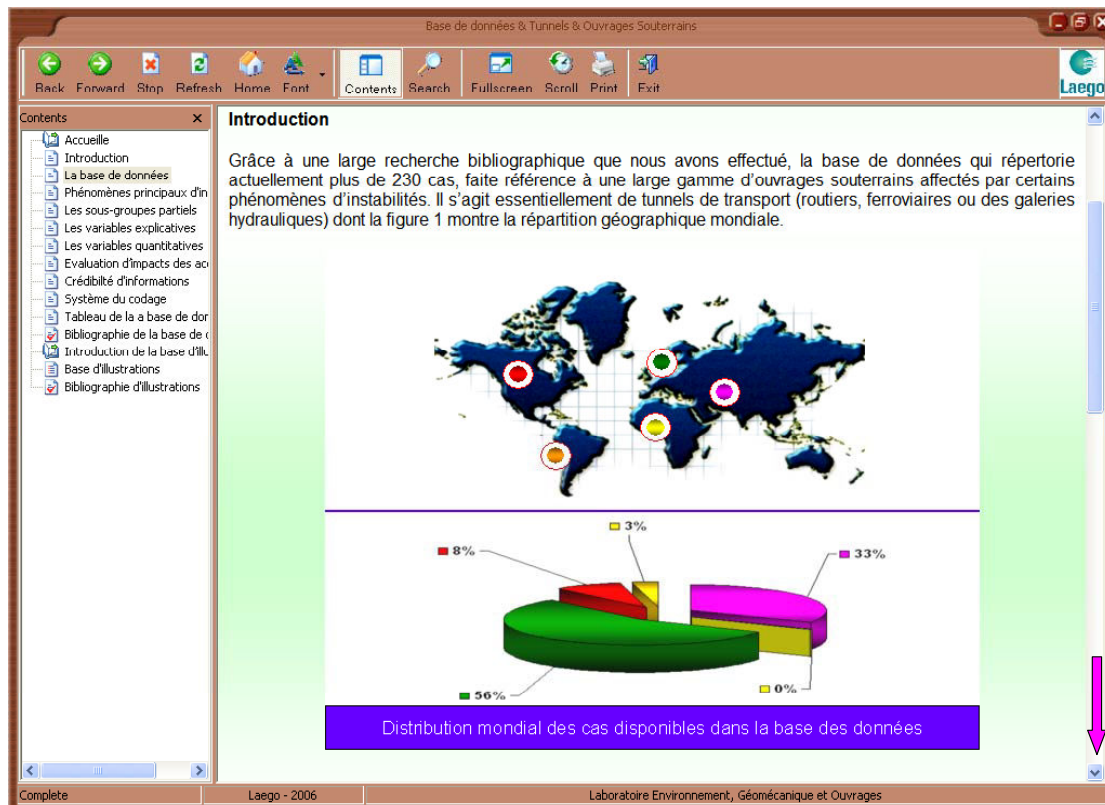 Base de données & Tunnels & Ouvrages Souterrains
Back Forward Stop Refresh Home Font Contents Search Fullscreen Scroll Print Exit
Laego
Contents
Accueille
Introduction
La base de données
Phénomènes principaux d'in
Les sous-groupes partiels
Les variables explicatives
Les variables quantitatives
Evaluation d'impacts des ac
Crédibilté d'informations
Système du codage
Tableau de la a base de don
Bibliographie de la base de
Introduction de la base d'illu
Base d'illustrations
Bibliographie d'illustrations
Introduction
Grâce à une large recherche bibliographique que nous avons effectué, la base de données qui répertorie
actuellement plus de 230 cas, faite référence à une large gamme d'ouvrages souterrains affectés par certains
phénomènes d'instabilités. Il s'agit essentiellement de tunnels de transport (routiers, ferroviaires ou des galeries
hydrauliques) dont la figure 1 montre la répartition géographique mondiale.
3%
8%
33%
56%
0%
Distribution mondial des cas disponibles dans la base des données
Complete
Laego - 2006
Laboratoire Environnement, Géomécanique et Ouvrages